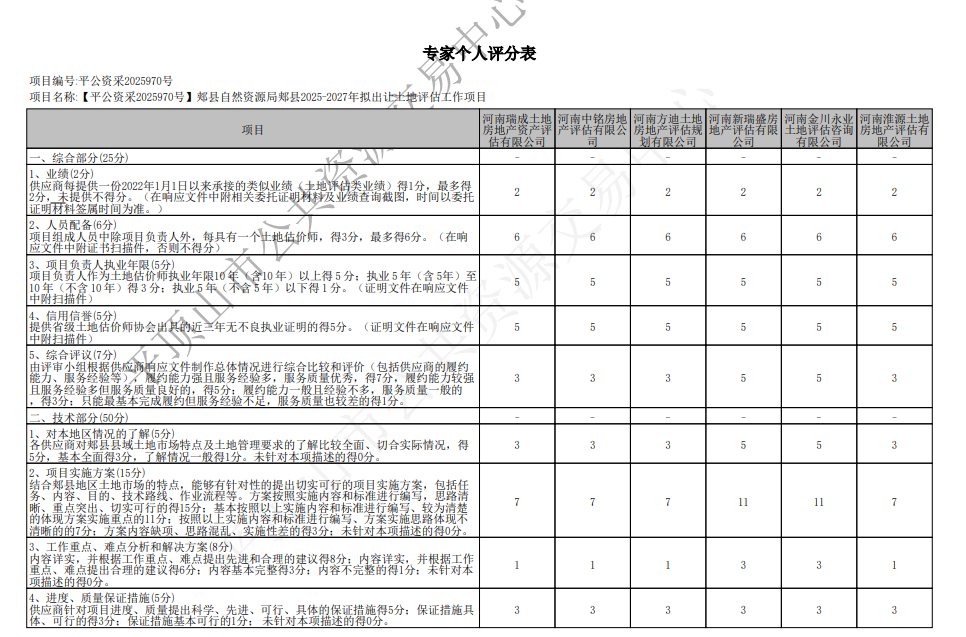 专家个人评分表
项目编号:平公资采2025970号
项目名称:【平公资采2025970号】郏县自然资源局郏县2025-2027年拟出让土地评估工作项目
项目 河南瑞成土地房地产资产评估有限公司 河南中铭房地产评估有限公司 河南方迪土地房地产评估规划有限公司 河南新瑞盛房地产评估有限公司 河南金川永业土地评估咨询有限公司 河南淮源土地房地产评估有限公司
一、综合部分(25分) - - - - - -
1、业绩(2分)
供应商每提供一份2022年1月1日以来承接的类似业绩（土地评估类业绩）得1分，最多得
2分，未提供不得分。（在响应文件中附相关委托证明材料及业绩查询截图，时间以委托
证明材料签属时间为准。）
2 2 2 2 2 2
2、人员配备(6分)
项目组成人员中除项目负责人外，每具有一个土地估价师，得3分，最多得6分。（在响
应文件中附证书扫描件，否则不得分）
6 6 6 6 6 6
3、项目负责人执业年限(5分)
项目负责人作为土地估价师执业年限10 年（含10 年）以上得 5 分；执业 5 年（含 5年）至
10 年（不含 10 年）得 3 分；执业 5 年（不含 5 年）以下得 1 分。（证明文件在响应文件
中附扫描件）
5 5 5 5 5 5
4、信用信誉(5分)
提供省级土地估价师协会出具的近三年无不良执业证明的得5分。（证明文件在响应文件
中附扫描件）
5 5 5 5 5 5
5、综合评议(7分)
由评审小组根据供应商响应文件制作总体情况进行综合比较和评价（包括供应商的履约
能力、服务经验等），履约能力强且服务经验多，服务质量优秀，得7分，履约能力较强
且服务经验多但服务质量良好的，得5分；履约能力一般且经验不多，服务质量一般的
，得3分；只能最基本完成履约但服务经验不足，服务质量也较差的得1分。
3 3 3 5 5 3
二、技术部分(50分) - - - - - -
1、对本地区情况的了解(5分)
各供应商对郏县县域土地市场特点及土地管理要求的了解比较全面、切合实际情况，得
5分，基本全面得3分，了解情况一般得1分。未针对本项描述的得0分。
3 3 3 5 5 3
2、项目实施方案(15分)
结合郏县地区土地市场的特点，能够有针对性的提出切实可行的项目实施方案，包括任
务、内容、目的、技术路线、作业流程等。方案按照实施内容和标准进行编写，思路清
晰、重点突出、切实可行的得15分；基本按照以上实施内容和标准进行编写、较为清楚
的体现方案实施重点的11分；按照以上实施内容和标准进行编写、方案实施思路体现不
清晰的的7分；方案内容缺项、思路混乱、实施性差的得3分；未针对本项描述的得0分。
7 7 7 11 11 7
3、工作重点、难点分析和解决方案(8分)
内容详实，并根据工作重点、难点提出先进和合理的建议得8分；内容详实，并根据工作
重点、难点提出合理的建议得6分；内容基本完整得3分；内容不完整的得1分；未针对本
项描述的得0分。
1 1 1 3 3 1
4、进度、质量保证措施(5分)
供应商针对项目进度、质量提出科学、先进、可行、具体的保证措施得5分；保证措施具
体、可行的得3分；保证措施基本可行的1分； 未针对本项描述的得0分。
3 3 3 3 3 3
平顶山市公共资源交易中心